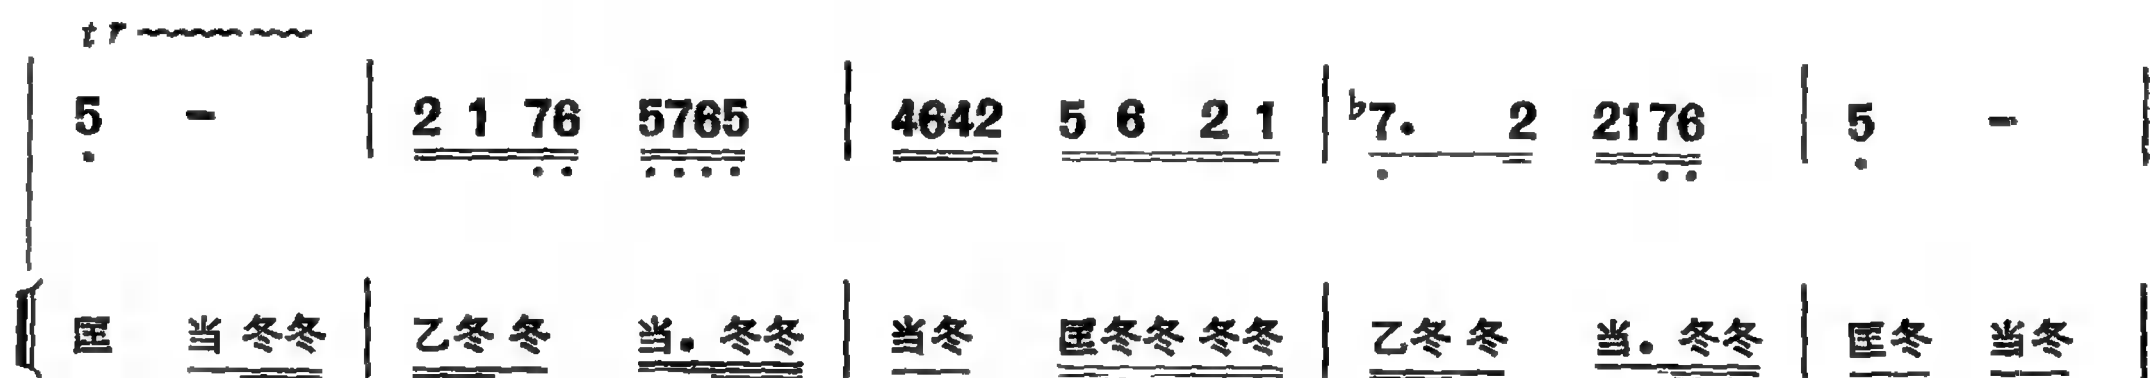 tr
5 - | 2 1 76 5765 | 4642 5 6 2 1 | ♭7. 2 2176 | 5 - |
匡 当 冬冬 | 乙冬 冬 当. 冬冬 | 当冬 匡冬冬 冬冬 | 乙冬 冬 当. 冬冬 | 匡冬 当冬 |